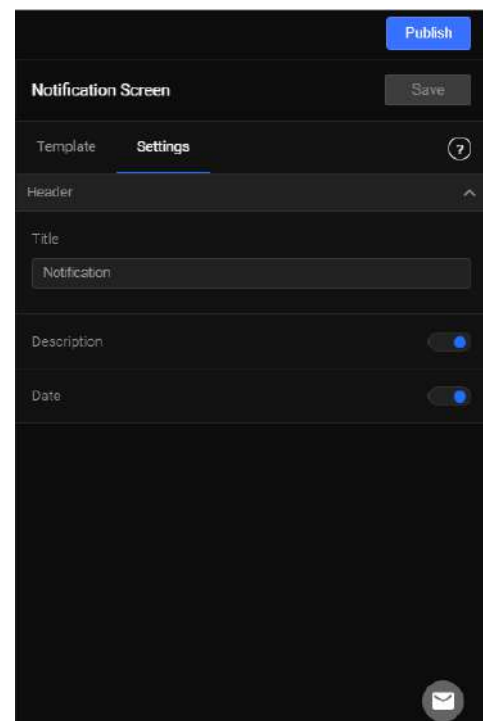 Publish
Notification Screen
Save
Template
Settings
?
Header
Title
Notification
Description
Date